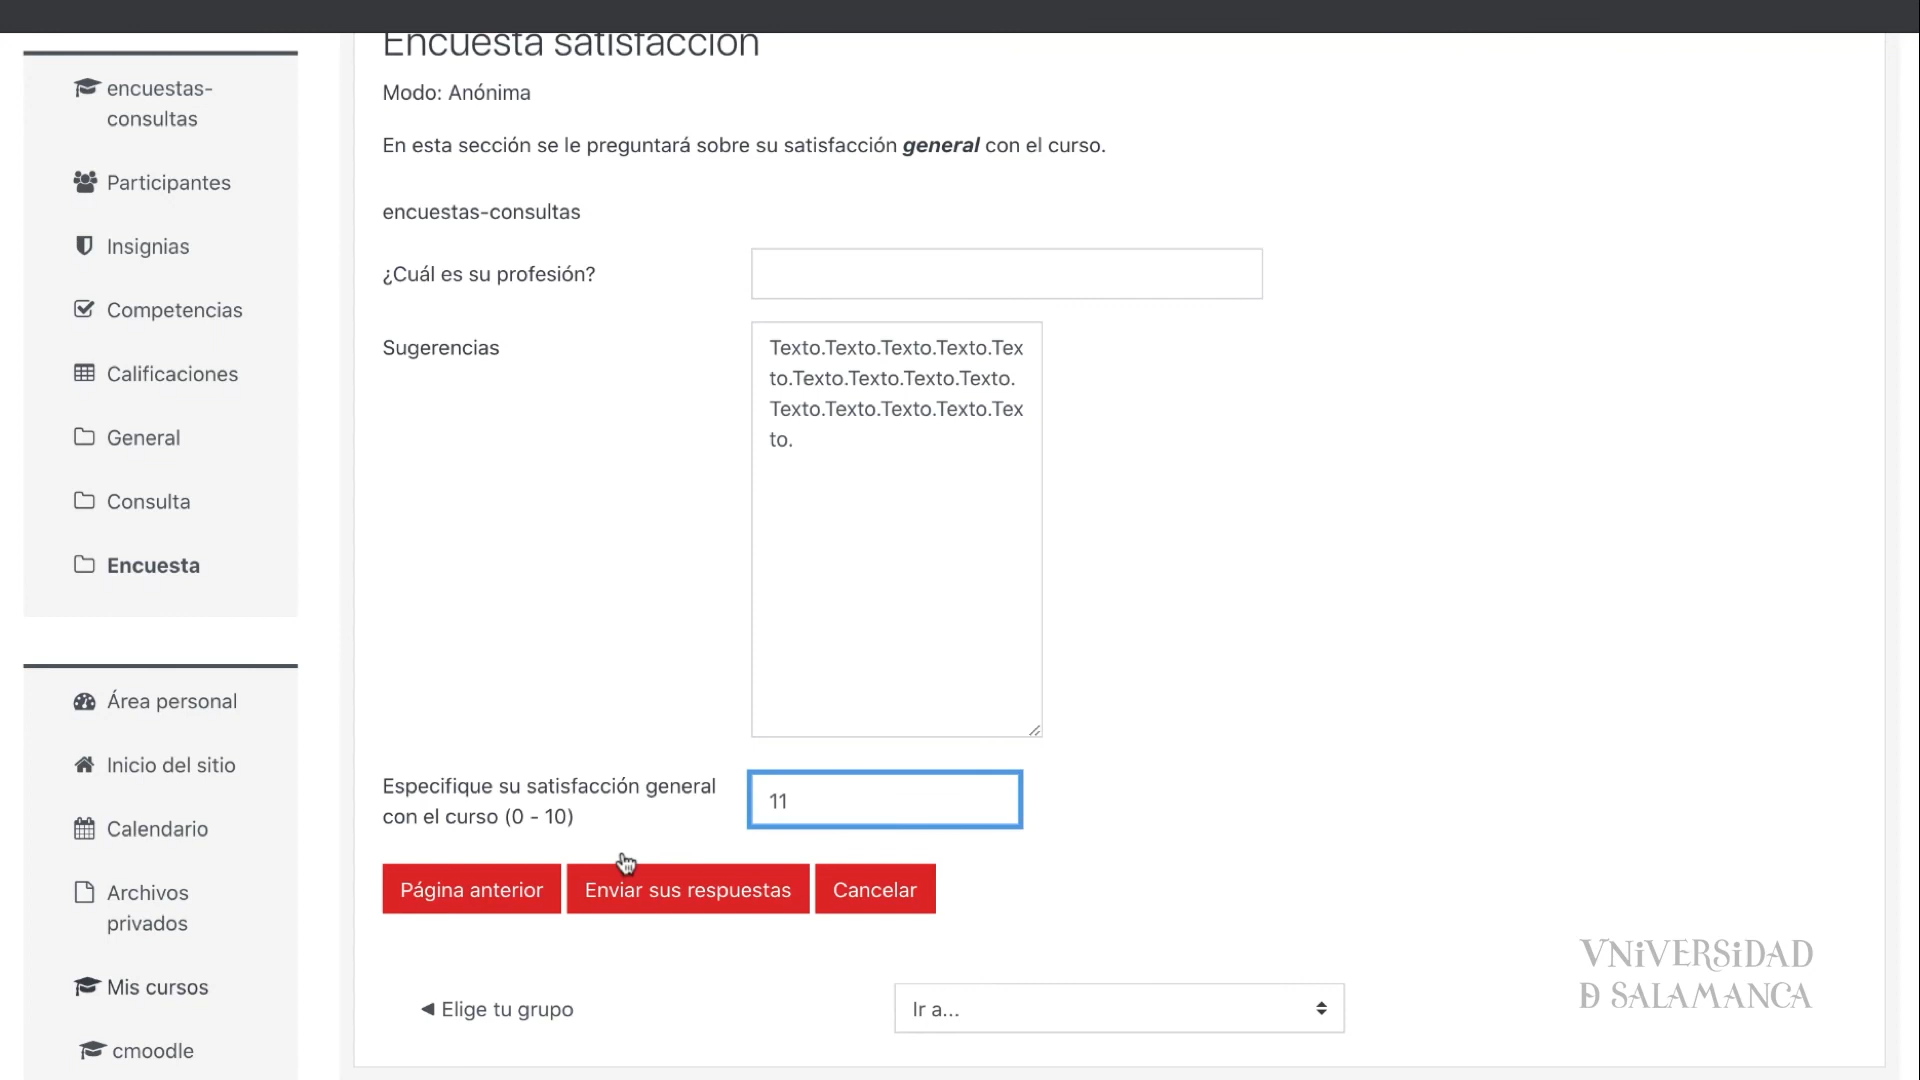 Encuesta satisfacción
Modo: Anónima
En esta sección se le preguntará sobre su satisfacción general con el curso.
encuestas-consultas
¿Cuál es su profesión?
Sugerencias
Texto.Texto.Texto.Texto.Tex
to.Texto.Texto.Texto.Texto.
Texto.Texto.Texto.Texto.Tex
to.
Especifique su satisfacción general
con el curso (0 - 10)
11
Página anterior
Enviar sus respuestas
Cancelar
◄ Elige tu grupo
Ir a...
encuestas-
consultas
Participantes
Insignias
Competencias
Calificaciones
General
Consulta
Encuesta
Área personal
Inicio del sitio
Calendario
Archivos
privados
Mis cursos
cmoodle
VNiVERSiDAD
Ð SALAMANCA